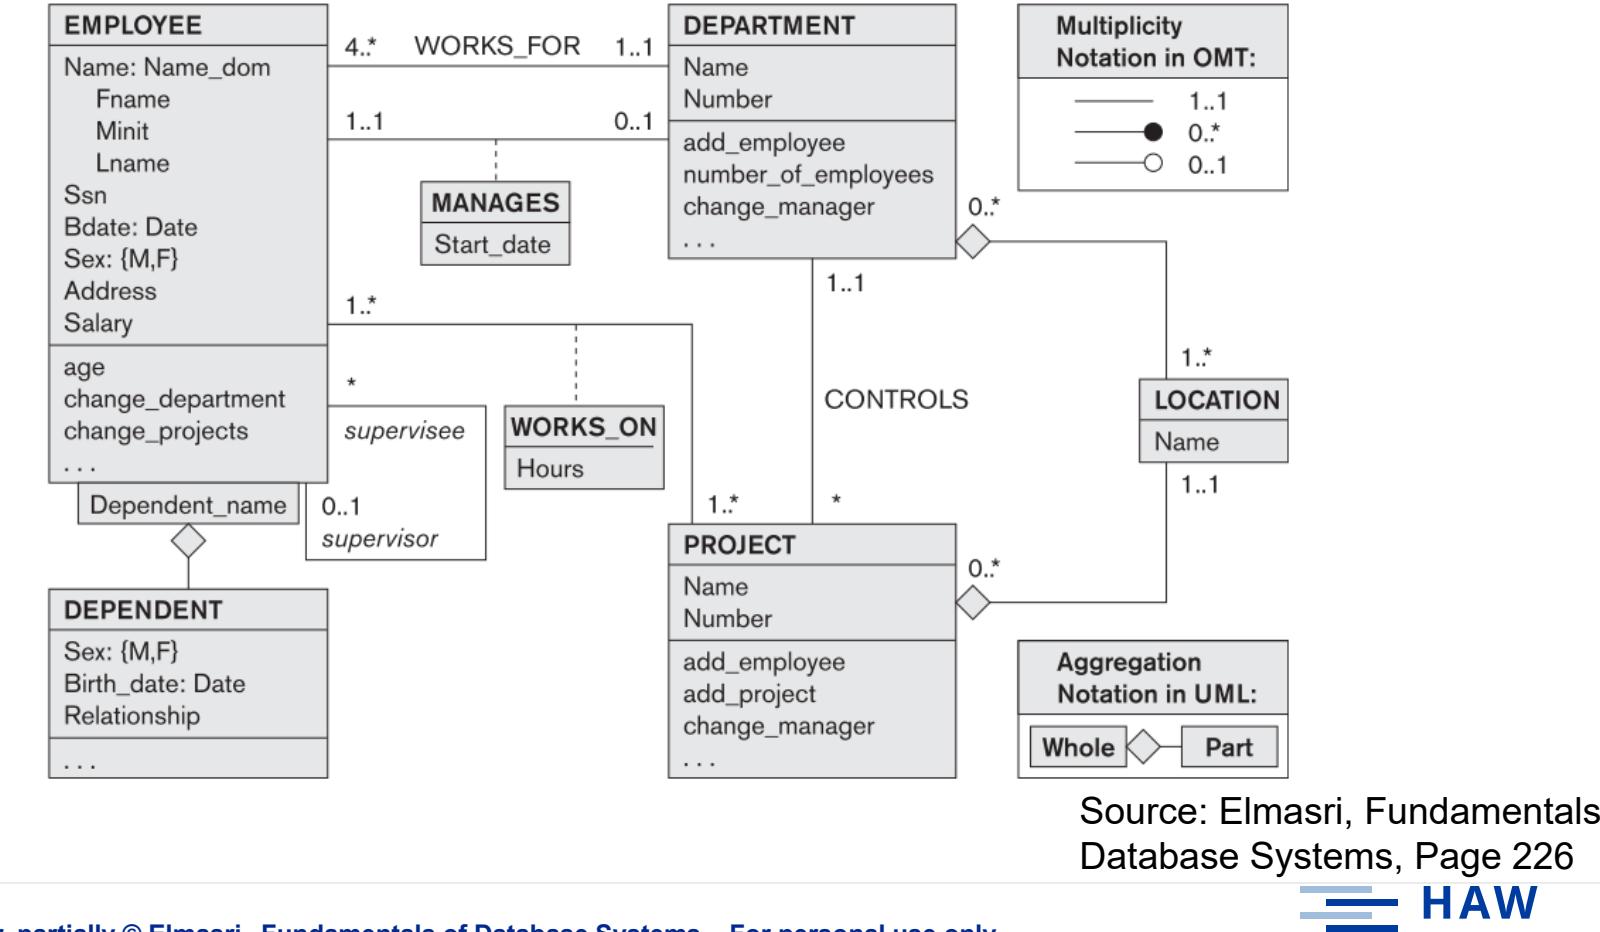 EMPLOYEE
Name: Name_dom
Fname
Minit
Lname
Ssn
Bdate: Date
Sex: {M,F}
Address
Salary
age
change_department
change_projects
. . .
Dependent_name
4..*
WORKS_FOR
1..1
1..1
0..1
MANAGES
Start_date
1..*
*
supervisee
0..1
supervisor
WORKS_ON
Hours
1..*
DEPARTMENT
Name
Number
add_employee
number_of_employees
change_manager
. . .
0..*
1..1
CONTROLS
*
1..*
LOCATION
Name
1..1
PROJECT
Name
Number
add_employee
add_project
change_manager
. . .
0..*
DEPENDENT
Sex: {M,F}
Birth_date: Date
Relationship
. . .
Multiplicity
Notation in OMT:
1..1
0..*
0..1
Aggregation
Notation in UML:
Whole
Part
Source: Elmasri, Fundamentals
Database Systems, Page 226
partially © Elmasri, Fundamentals of Database Systems
For personal use only
HAW